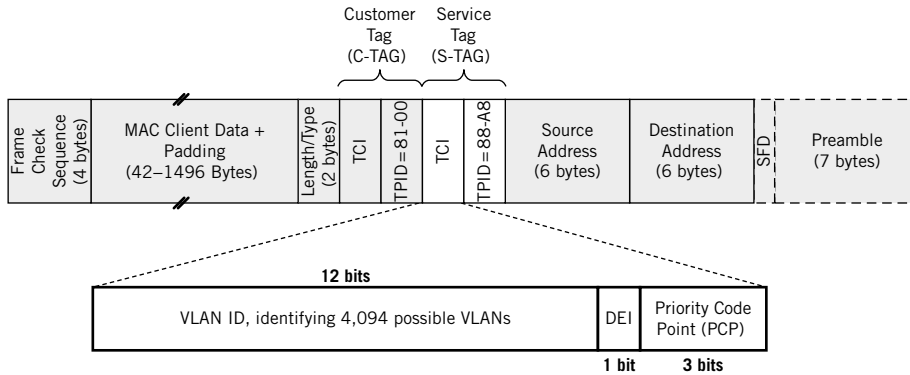 Customer
Tag
(C-TAG)
Service
Tag
(S-TAG)
Frame
Check
Sequence
(4 bytes)
MAC Client Data +
Padding
(42–1496 Bytes)
Length/Type
(2 bytes)
TCI
TPID = 81-00
TCI
TPID = 88-A8
Source
Address
(6 bytes)
Destination
Address
(6 bytes)
SFD
Preamble
(7 bytes)
12 bits
VLAN ID, identifying 4,094 possible VLANs
DEI
Priority Code
Point (PCP)
1 bit
3 bits